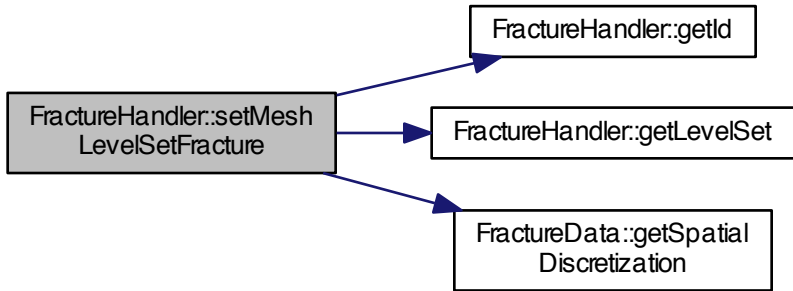 FractureHandler::getId
FractureHandler::setMesh
LevelSetFracture
FractureHandler::getLevelSet
FractureData::getSpatial
Discretization